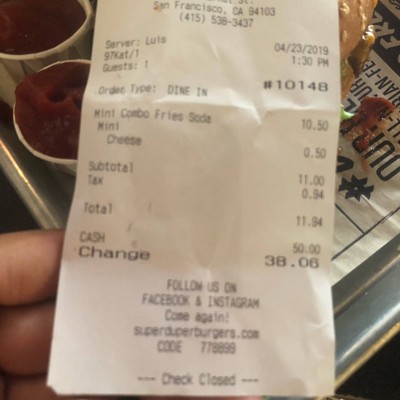 San Francisco, CA 94103
(415) 538-3437
Server: Luis 04/23/2019
97Kat/1 1:30 PM
Guests: 1
#10148
Order Type: DINE IN
Mini Combo Fries Soda 10.50
Mini
Cheese 0.50
Subtotal 11.00
Tax 0.94
Total 11.94
CASH 50.00
Change 38.06
FOLLOW US ON
FACEBOOK & INSTAGRAM
Come again!
superduperburgers.com
CODE 778899
--- Check Closed ---